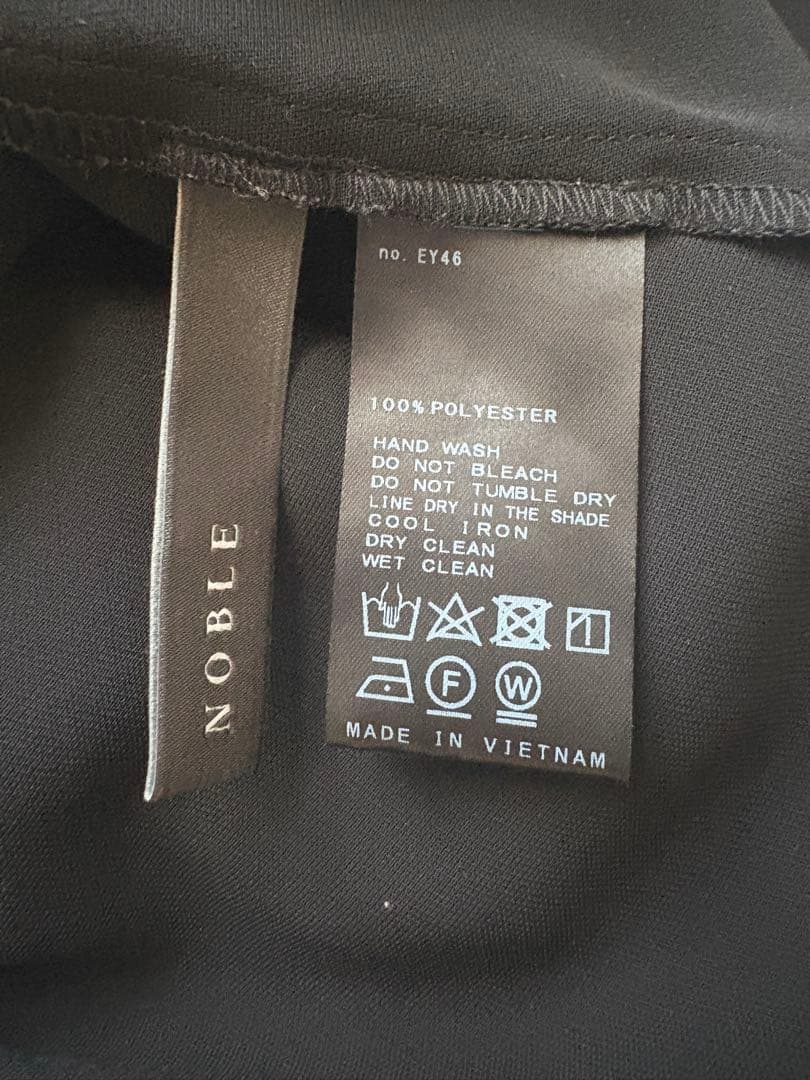 NOBLE
no. EY46
100% POLYESTER
HAND WASH
DO NOT BLEACH
DO NOT TUMBLE DRY
LINE DRY IN THE SHADE
COOL IRON
DRY CLEAN
WET CLEAN
F W
MADE IN VIETNAM